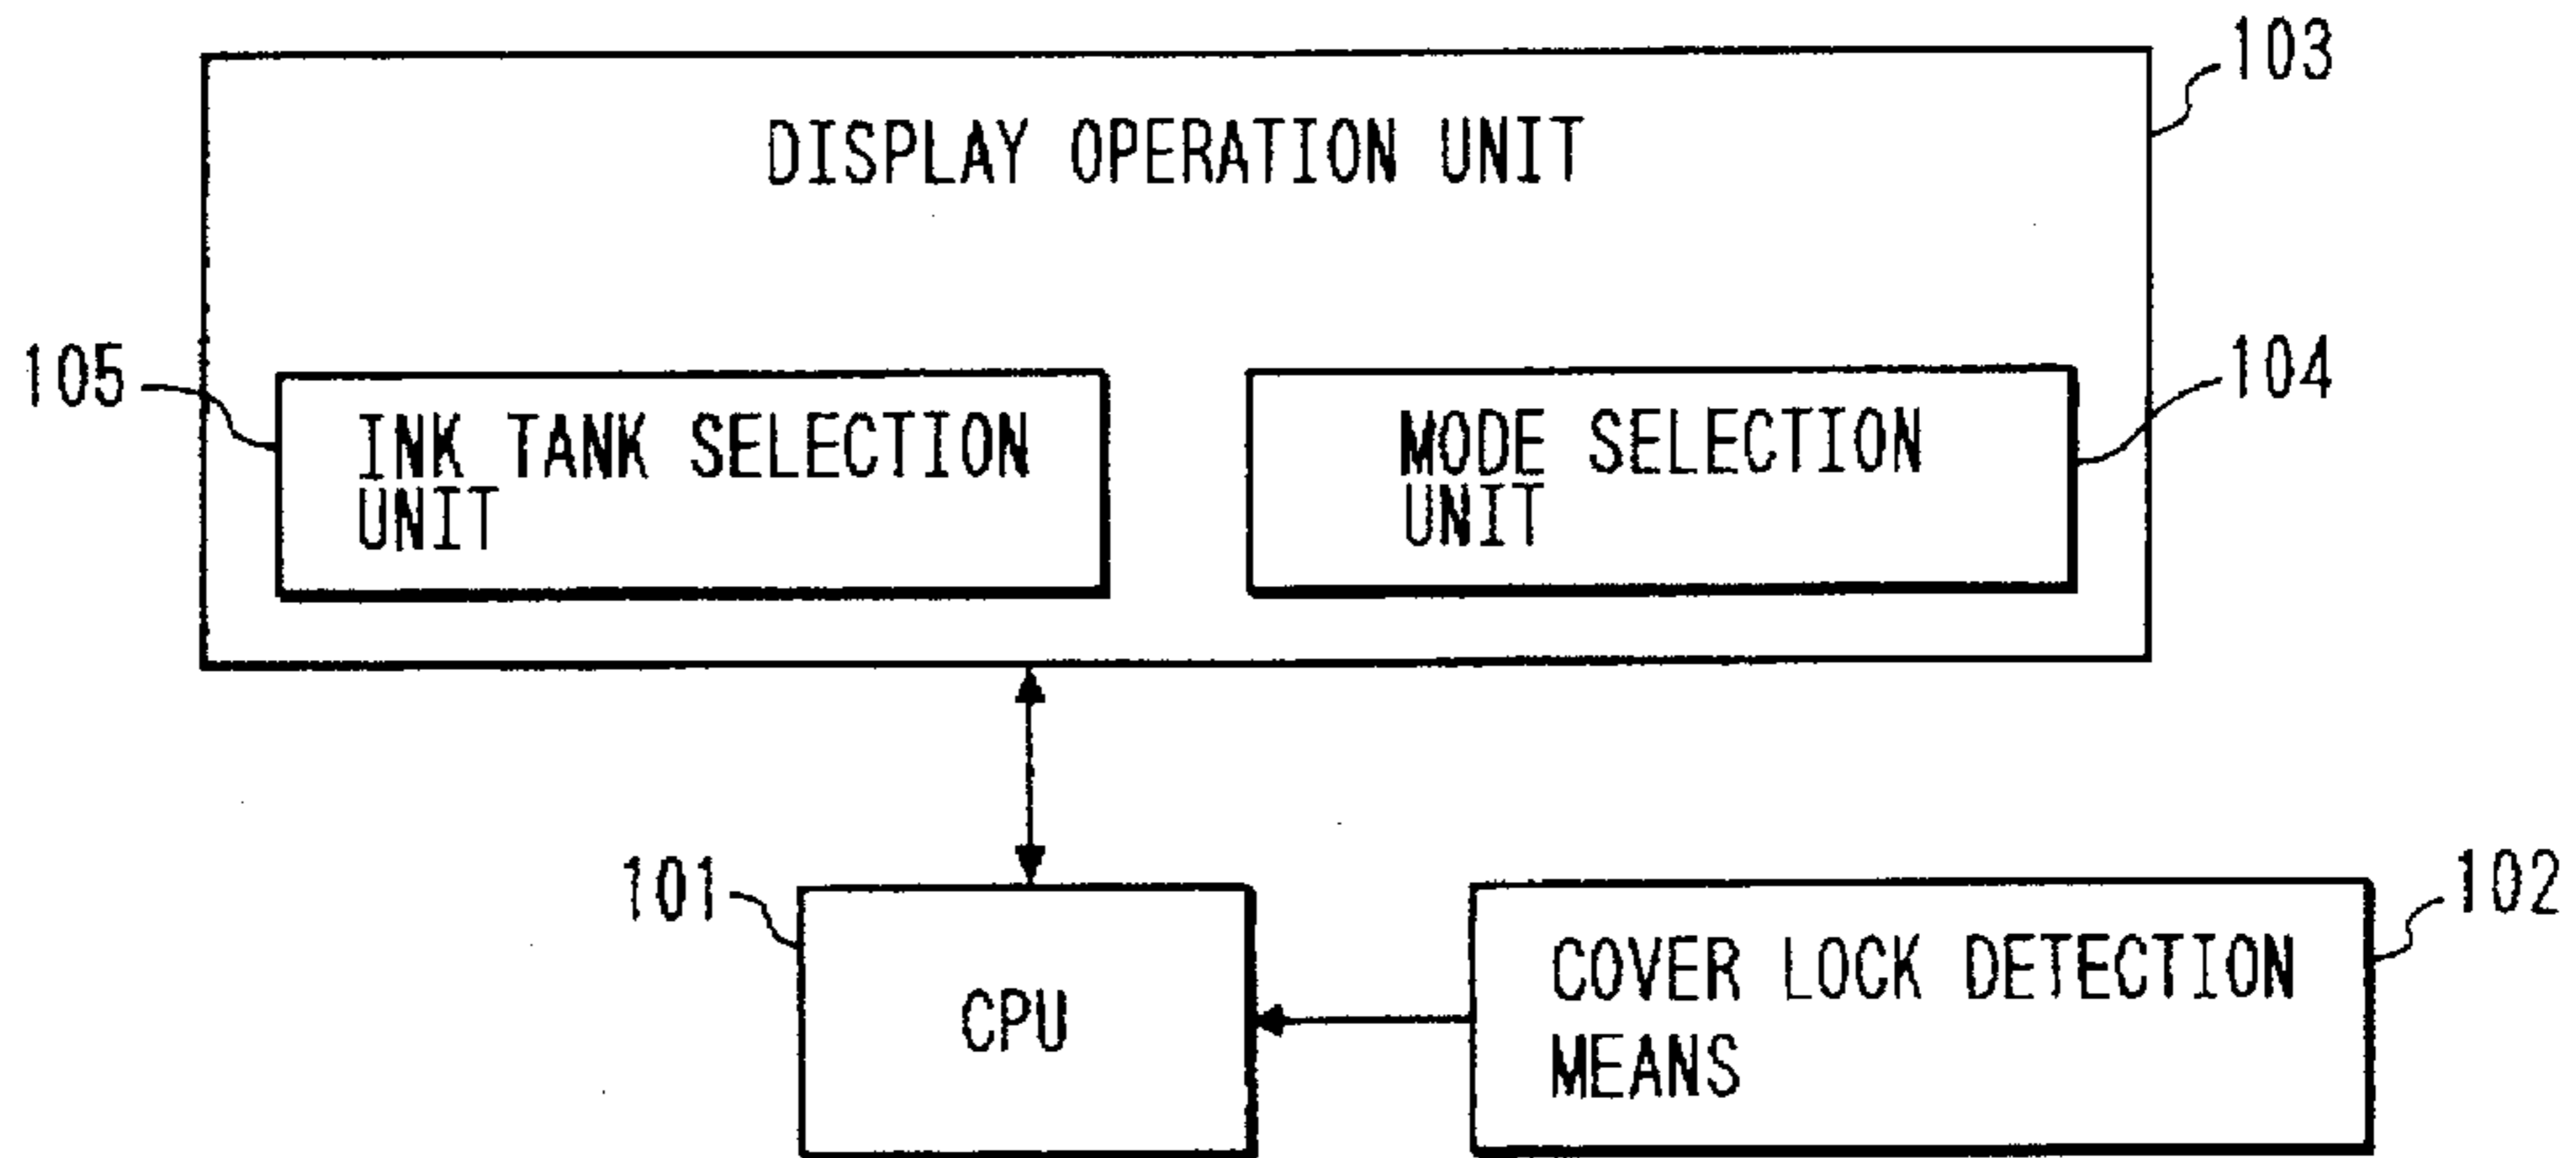 103
DISPLAY OPERATION UNIT
105
INK TANK SELECTION
UNIT
MODE SELECTION
UNIT
104
101
CPU
COVER LOCK DETECTION
MEANS
102